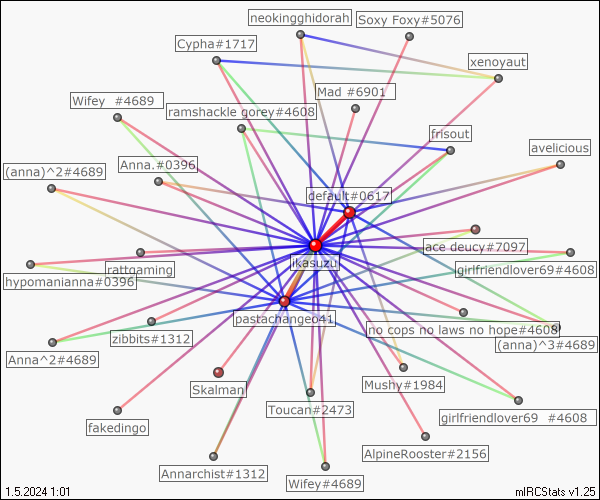 neokingghidorah
Soxy Foxy#5076
Cypha#1717
xenoyaut
Mad #6901
Wifey #4689
ramshackle gorey#4608
frisout
avelicious
(anna)^2#4689
Anna.#0396
default#0617
ace deucy#7097
jkasuzu
rattgaming
girlfriendlover69#4608
hypomanianna#0396
pastachangeo41
no cops no laws no hope#4608
zibbits#1312
(anna)^3#4689
Anna^2#4689
Skalman
Mushy#1984
Toucan#2473
girlfriendlover69 #4608
fakedingo
AlpineRooster#2156
Annarchist#1312
Wifey#4689
1.5.2024 1:01
mIRCStats v1.25